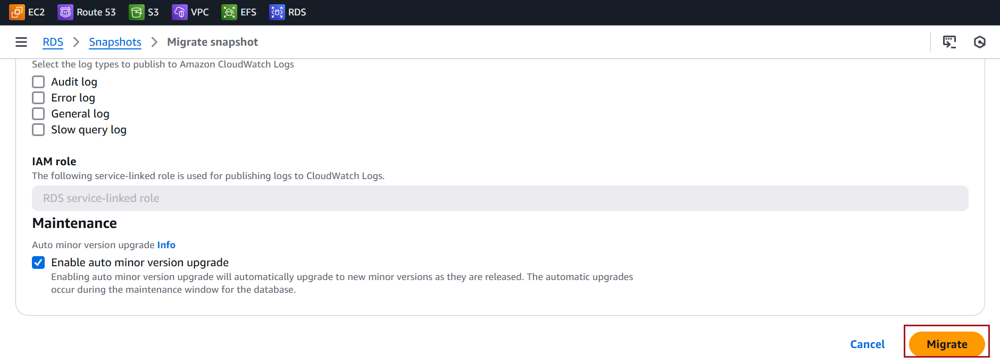 EC2 Route 53 S3 VPC EFS RDS
RDS Snapshots Migrate snapshot
Select the log types to publish to Amazon CloudWatch Logs
Audit log
Error log
General log
Slow query log
IAM role
The following service-linked role is used for publishing logs to CloudWatch Logs.
RDS service-linked role
Maintenance
Auto minor version upgrade Info
Enable auto minor version upgrade
Enabling auto minor version upgrade will automatically upgrade to new minor versions as they are released. The automatic upgrades
occur during the maintenance window for the database.
Cancel Migrate